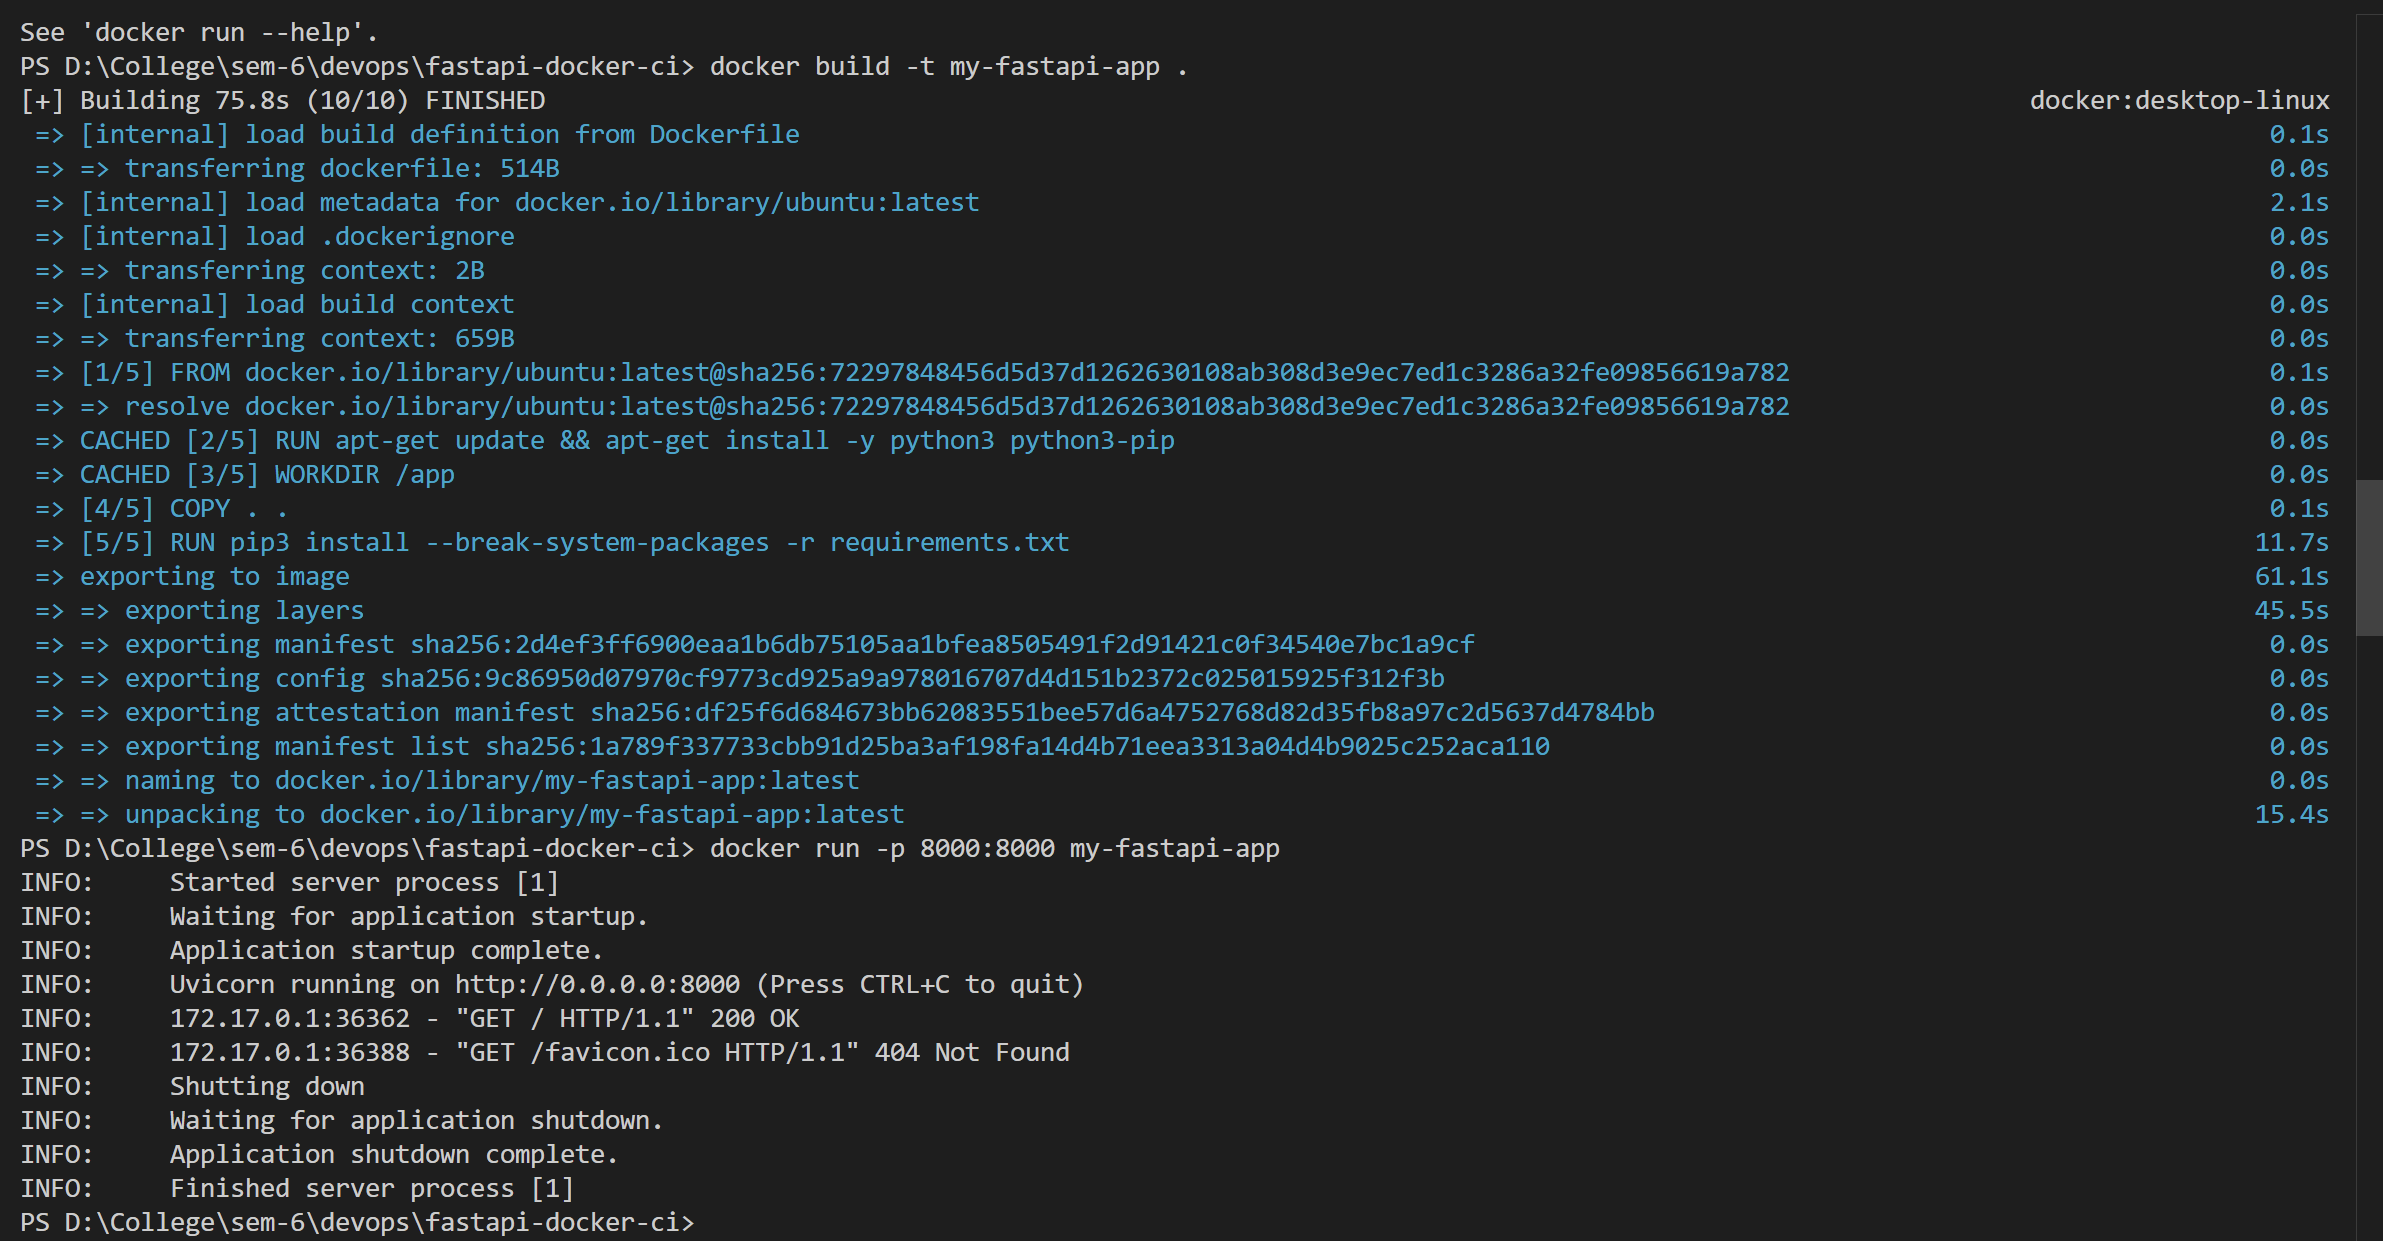 See 'docker run --help'.
PS D:\College\sem-6\devops\fastapi-docker-ci> docker build -t my-fastapi-app .
[+] Building 75.8s (10/10) FINISHED docker:desktop-linux
=> [internal] load build definition from Dockerfile 0.1s
=> => transferring dockerfile: 514B 0.0s
=> [internal] load metadata for docker.io/library/ubuntu:latest 2.1s
=> [internal] load .dockerignore 0.0s
=> => transferring context: 2B 0.0s
=> [internal] load build context 0.0s
=> => transferring context: 659B 0.0s
=> [1/5] FROM docker.io/library/ubuntu:latest@sha256:72297848456d5d37d1262630108ab308d3e9ec7ed1c3286a32fe09856619a782 0.1s
=> => resolve docker.io/library/ubuntu:latest@sha256:72297848456d5d37d1262630108ab308d3e9ec7ed1c3286a32fe09856619a782 0.0s
=> CACHED [2/5] RUN apt-get update && apt-get install -y python3 python3-pip 0.0s
=> CACHED [3/5] WORKDIR /app 0.0s
=> [4/5] COPY . . 0.1s
=> [5/5] RUN pip3 install --break-system-packages -r requirements.txt 11.7s
=> exporting to image 61.1s
=> => exporting layers 45.5s
=> => exporting manifest sha256:2d4ef3ff6900eaa1b6db75105aa1bfea8505491f2d91421c0f34540e7bc1a9cf 0.0s
=> => exporting config sha256:9c86950d07970cf9773cd925a9a978016707d4d151b2372c025015925f312f3b 0.0s
=> => exporting attestation manifest sha256:df25f6d684673bb62083551bee57d6a4752768d82d35fb8a97c2d5637d4784bb 0.0s
=> => exporting manifest list sha256:1a789f337733cbb91d25ba3af198fa14d4b71eea3313a04d4b9025c252aca110 0.0s
=> => naming to docker.io/library/my-fastapi-app:latest 0.0s
=> => unpacking to docker.io/library/my-fastapi-app:latest 15.4s
PS D:\College\sem-6\devops\fastapi-docker-ci> docker run -p 8000:8000 my-fastapi-app
INFO:     Started server process [1]
INFO:     Waiting for application startup.
INFO:     Application startup complete.
INFO:     Uvicorn running on http://0.0.0.0:8000 (Press CTRL+C to quit)
INFO:     172.17.0.1:36362 - "GET / HTTP/1.1" 200 OK
INFO:     172.17.0.1:36388 - "GET /favicon.ico HTTP/1.1" 404 Not Found
INFO:     Shutting down
INFO:     Waiting for application shutdown.
INFO:     Application shutdown complete.
INFO:     Finished server process [1]
PS D:\College\sem-6\devops\fastapi-docker-ci>